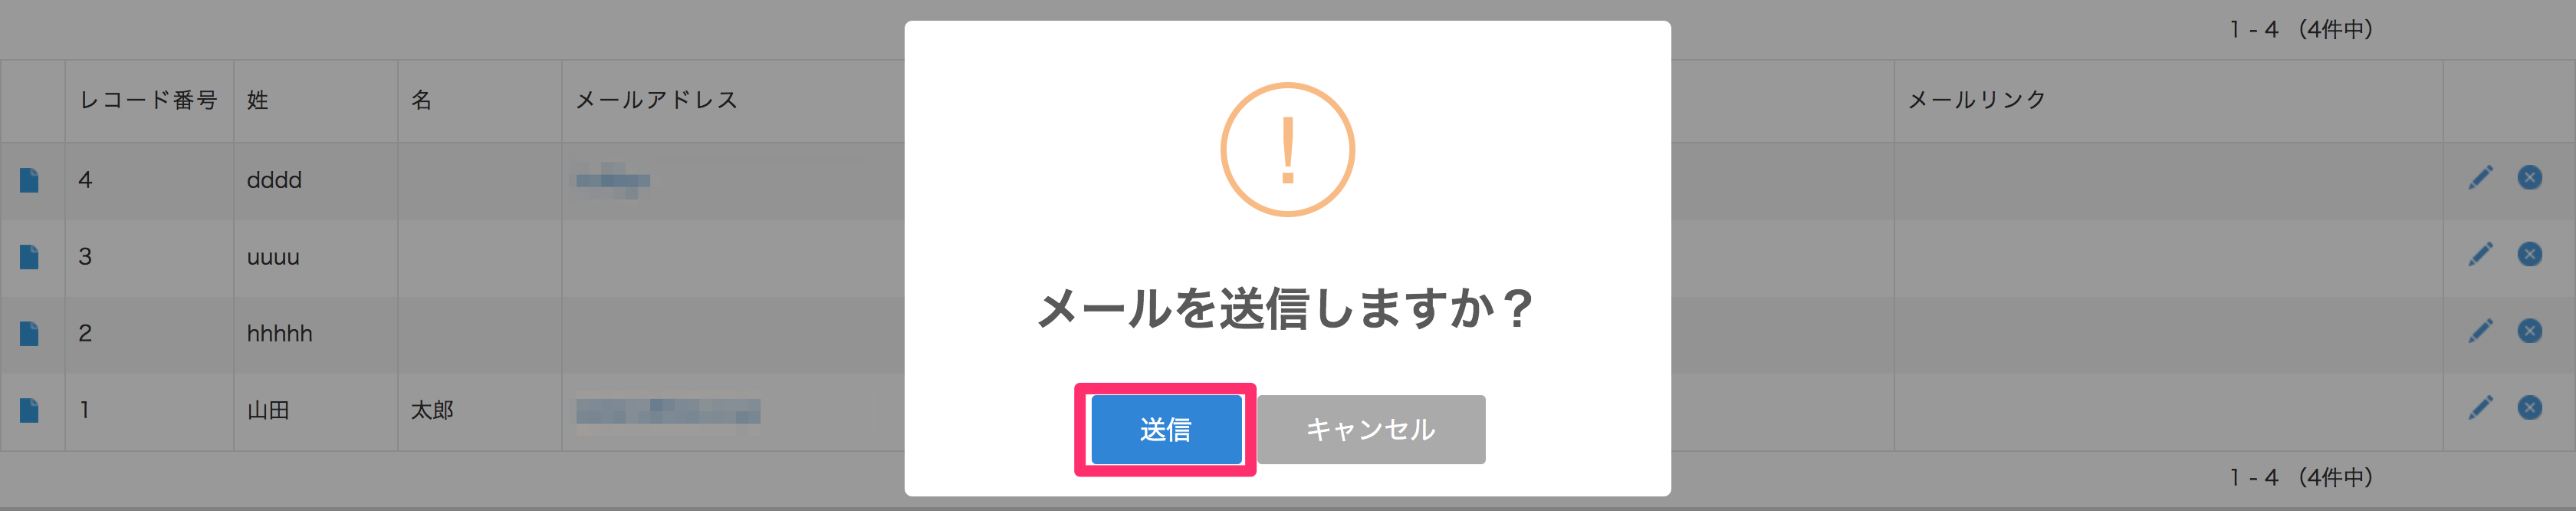 1 - 4 （4件中）
レコード番号 姓 名 メールアドレス メールリンク
4 dddd
3 uuuu
2 hhhhh
1 山田 太郎
!
メールを送信しますか？
送信 キャンセル
1 - 4 （4件中）